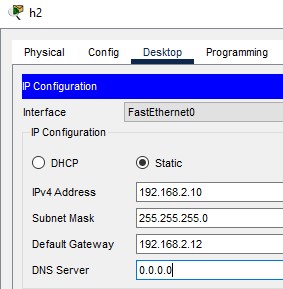 h2
Physical Config Desktop Programming
IP Configuration
Interface FastEthernet0
IP Configuration
DHCP Static
IPv4 Address 192.168.2.10
Subnet Mask 255.255.255.0
Default Gateway 192.168.2.12
DNS Server 0.0.0.0